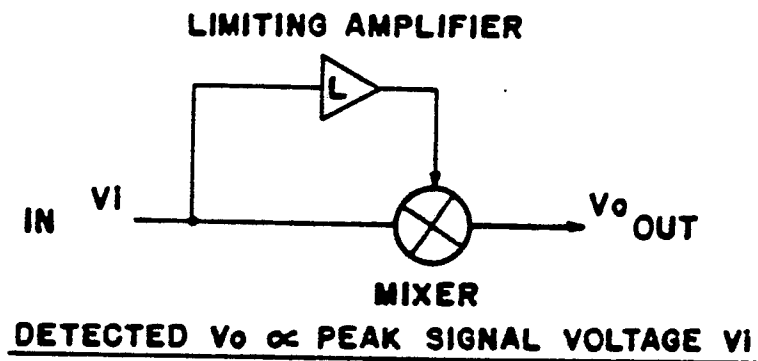 LIMITING AMPLIFIER
L
IN Vi
Vo OUT
MIXER
DETECTED Vo ∝ PEAK SIGNAL VOLTAGE Vi